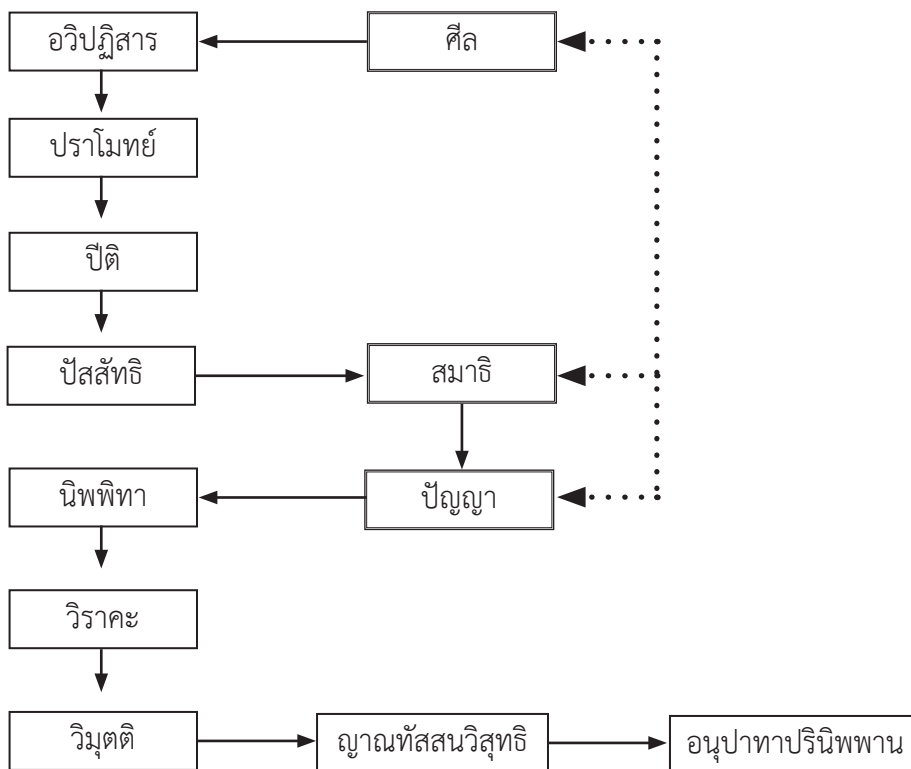 อวิปฏิสาร
ศีล
ปราโมทย์
ปีติ
ปัสสัทธิ
สมาธิ
นิพพิทา
ปัญญา
วิราคะ
วิมุตติ
ญาณทัสสนวิสุทธิ
อนุปาทาปรินิพพาน